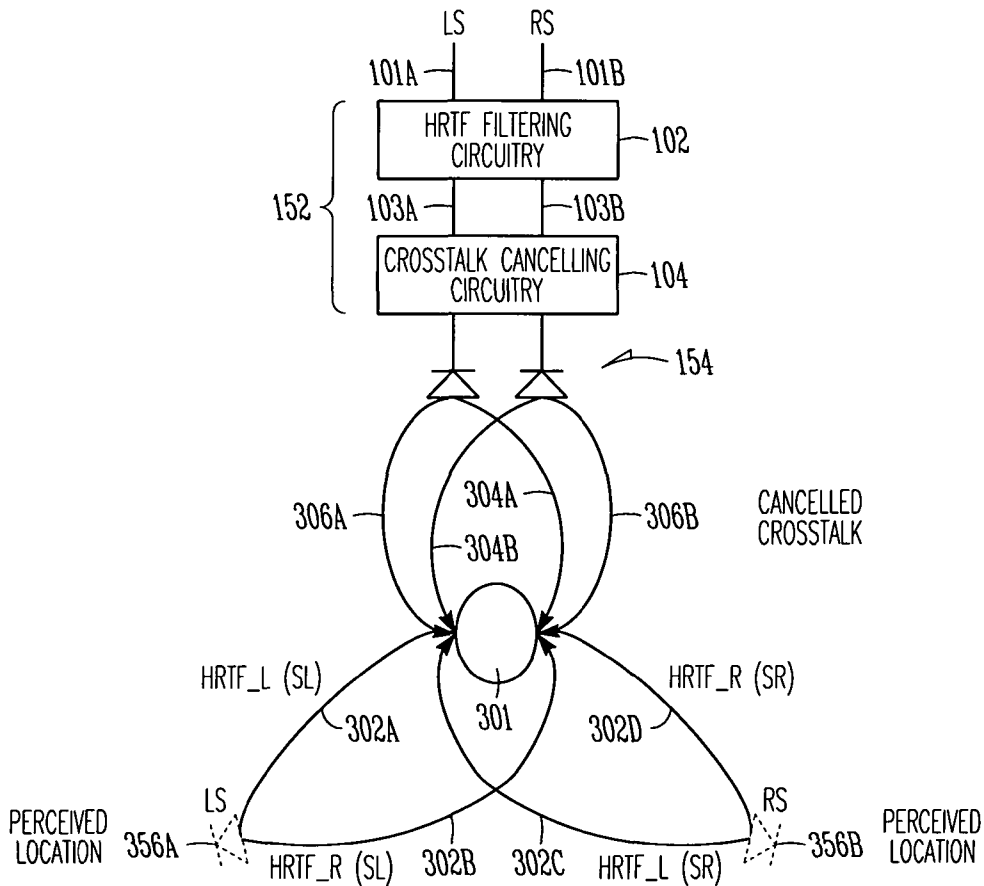 LS RS
101A 101B
HRTF FILTERING
CIRCUITRY
102
152
103A 103B
CROSSTALK CANCELLING
CIRCUITRY
104
154
306A
304A
304B
306B
CANCELLED
CROSSTALK
HRTF_L (SL)
302A
301
HRTF_R (SR)
302D
LS
PERCEIVED
LOCATION
356A
HRTF_R (SL)
302B
302C
HRTF_L (SR)
RS
356B
PERCEIVED
LOCATION